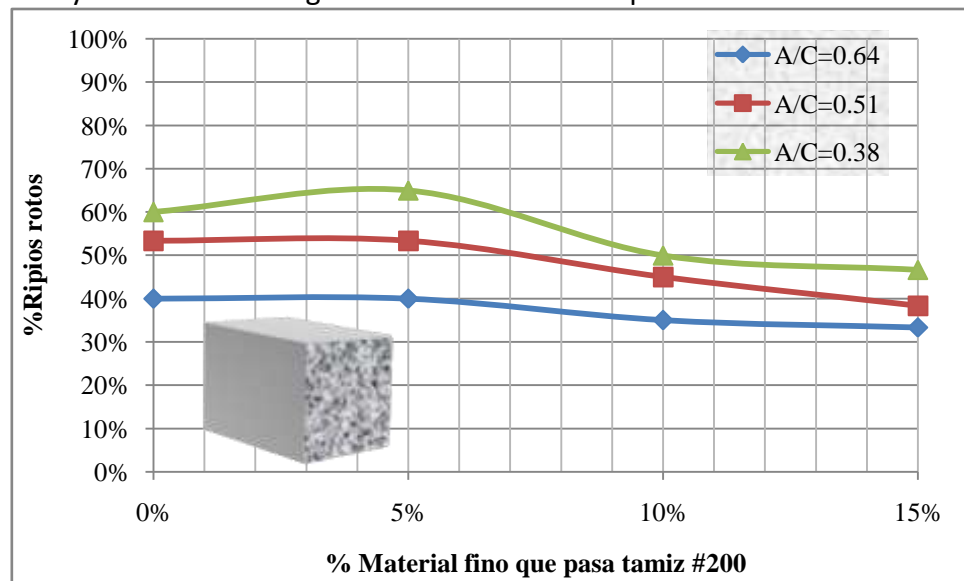 100%
90%
80%
70%
60%
50%
40%
30%
20%
10%
0%
%Ripios rotos
A/C=0.64
A/C=0.51
A/C=0.38
0% 5% 10% 15%
% Material fino que pasa tamiz #200